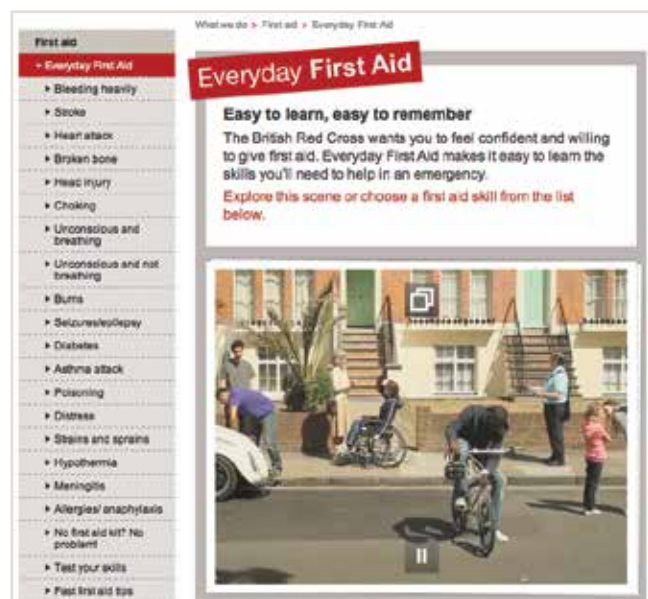 What we do > First aid > Everyday First Aid
First aid
Everyday First Aid
Bleeding heavily
Stroke
Heart attack
Broken bone
Head injury
Choking
Unconscious and
breathing
Unconscious and not
breathing
Burns
Seizures/epilepsy
Diabetes
Asthma attack
Poisoning
Distress
Strains and sprains
Hypothermia
Meningitis
Allergies/ anaphylaxis
No first aid kit? No
problem!
Test your skills
Fast first aid tips
Everyday First Aid
Easy to learn, easy to remember
The British Red Cross wants you to feel confident and willing
to give first aid. Everyday First Aid makes it easy to learn the
skills you'll need to help in an emergency.
Explore this scene or choose a first aid skill from the list
below.